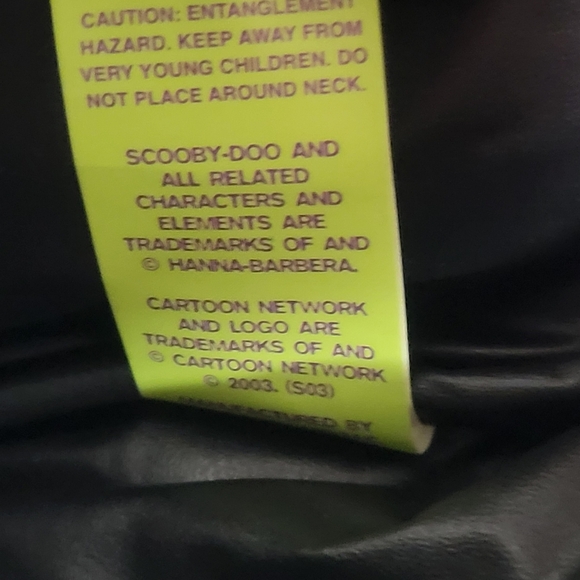 CAUTION: ENTANGLEMENT
HAZARD. KEEP AWAY FROM
VERY YOUNG CHILDREN. DO
NOT PLACE AROUND NECK.
SCOOBY-DOO AND
ALL RELATED
CHARACTERS AND
ELEMENTS ARE
TRADEMARKS OF AND
© HANNA-BARBERA.
CARTOON NETWORK
AND LOGO ARE
TRADEMARKS OF AND
© CARTOON NETWORK
© 2003. (S03)
MANUFACTURED BY